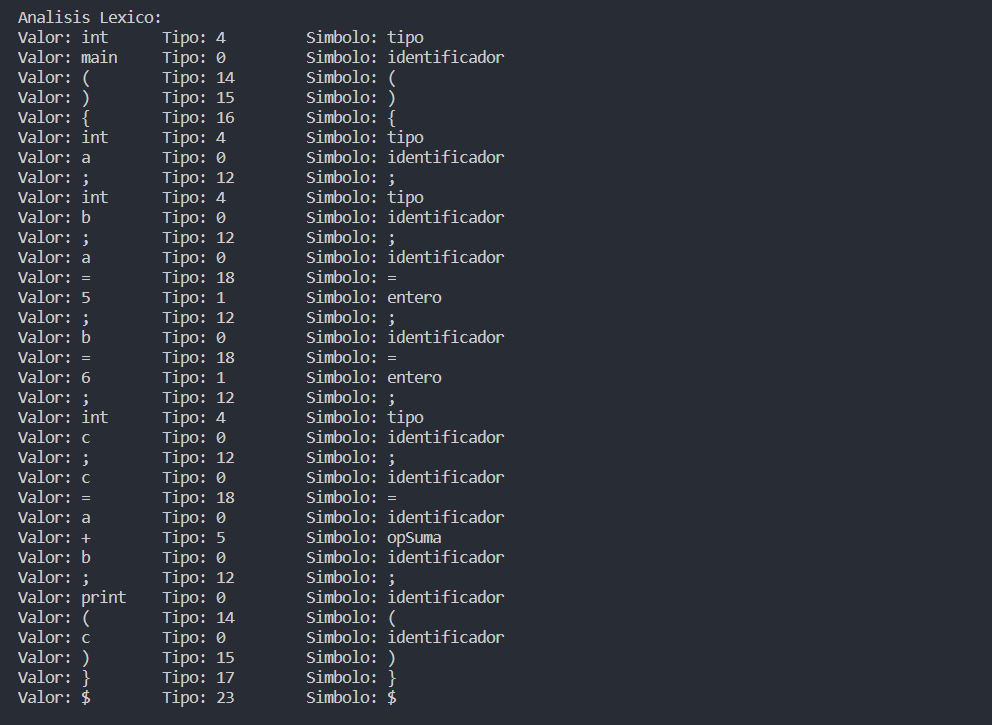 Analisis Lexico:
Valor: int Tipo: 4 Simbolo: tipo
Valor: main Tipo: 0 Simbolo: identificador
Valor: ( Tipo: 14 Simbolo: (
Valor: ) Tipo: 15 Simbolo: )
Valor: { Tipo: 16 Simbolo: {
Valor: int Tipo: 4 Simbolo: tipo
Valor: a Tipo: 0 Simbolo: identificador
Valor: ; Tipo: 12 Simbolo: ;
Valor: int Tipo: 4 Simbolo: tipo
Valor: b Tipo: 0 Simbolo: identificador
Valor: ; Tipo: 12 Simbolo: ;
Valor: a Tipo: 0 Simbolo: identificador
Valor: = Tipo: 18 Simbolo: =
Valor: 5 Tipo: 1 Simbolo: entero
Valor: ; Tipo: 12 Simbolo: ;
Valor: b Tipo: 0 Simbolo: identificador
Valor: = Tipo: 18 Simbolo: =
Valor: 6 Tipo: 1 Simbolo: entero
Valor: ; Tipo: 12 Simbolo: ;
Valor: int Tipo: 4 Simbolo: tipo
Valor: c Tipo: 0 Simbolo: identificador
Valor: ; Tipo: 12 Simbolo: ;
Valor: c Tipo: 0 Simbolo: identificador
Valor: = Tipo: 18 Simbolo: =
Valor: a Tipo: 0 Simbolo: identificador
Valor: + Tipo: 5 Simbolo: opSuma
Valor: b Tipo: 0 Simbolo: identificador
Valor: ; Tipo: 12 Simbolo: ;
Valor: print Tipo: 0 Simbolo: identificador
Valor: ( Tipo: 14 Simbolo: (
Valor: c Tipo: 0 Simbolo: identificador
Valor: ) Tipo: 15 Simbolo: )
Valor: } Tipo: 17 Simbolo: }
Valor: $ Tipo: 23 Simbolo: $